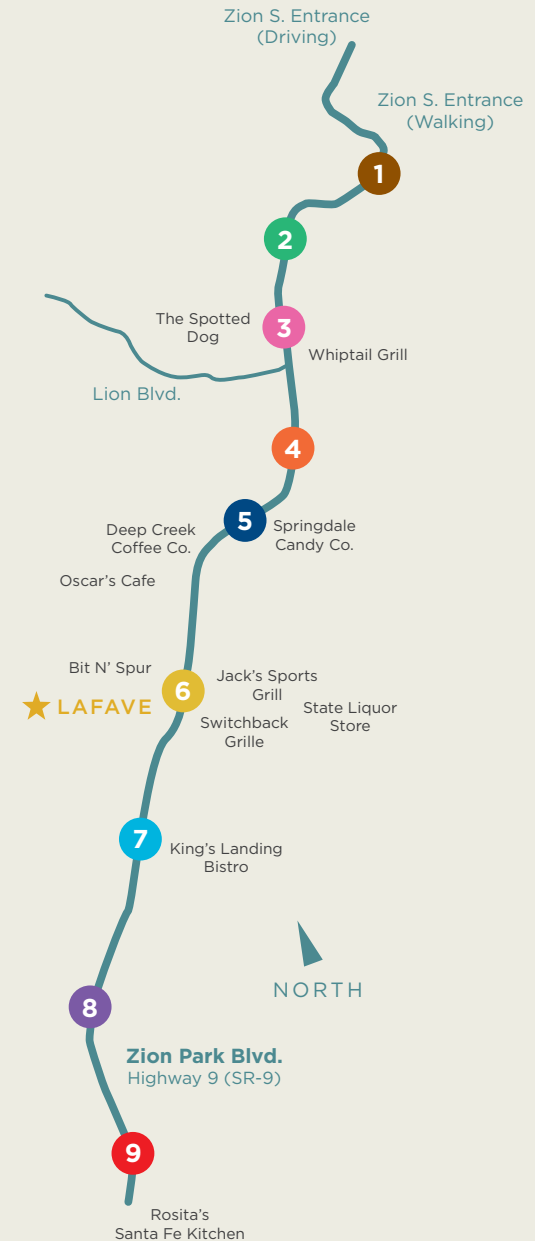 Zion S. Entrance
(Driving)
Zion S. Entrance
(Walking)
1
2
The Spotted
Dog
3
Whiptail Grill
Lion Blvd.
4
5
Deep Creek
Coffee Co.
Springdale
Candy Co.
Oscar's Cafe
Bit N' Spur
6
Jack's Sports
Grill
LAFAVE
State Liquor
Store
Switchback
Grille
7
King's Landing
Bistro
NORTH
8
Zion Park Blvd.
Highway 9 (SR-9)
9
Rosita's
Santa Fe Kitchen